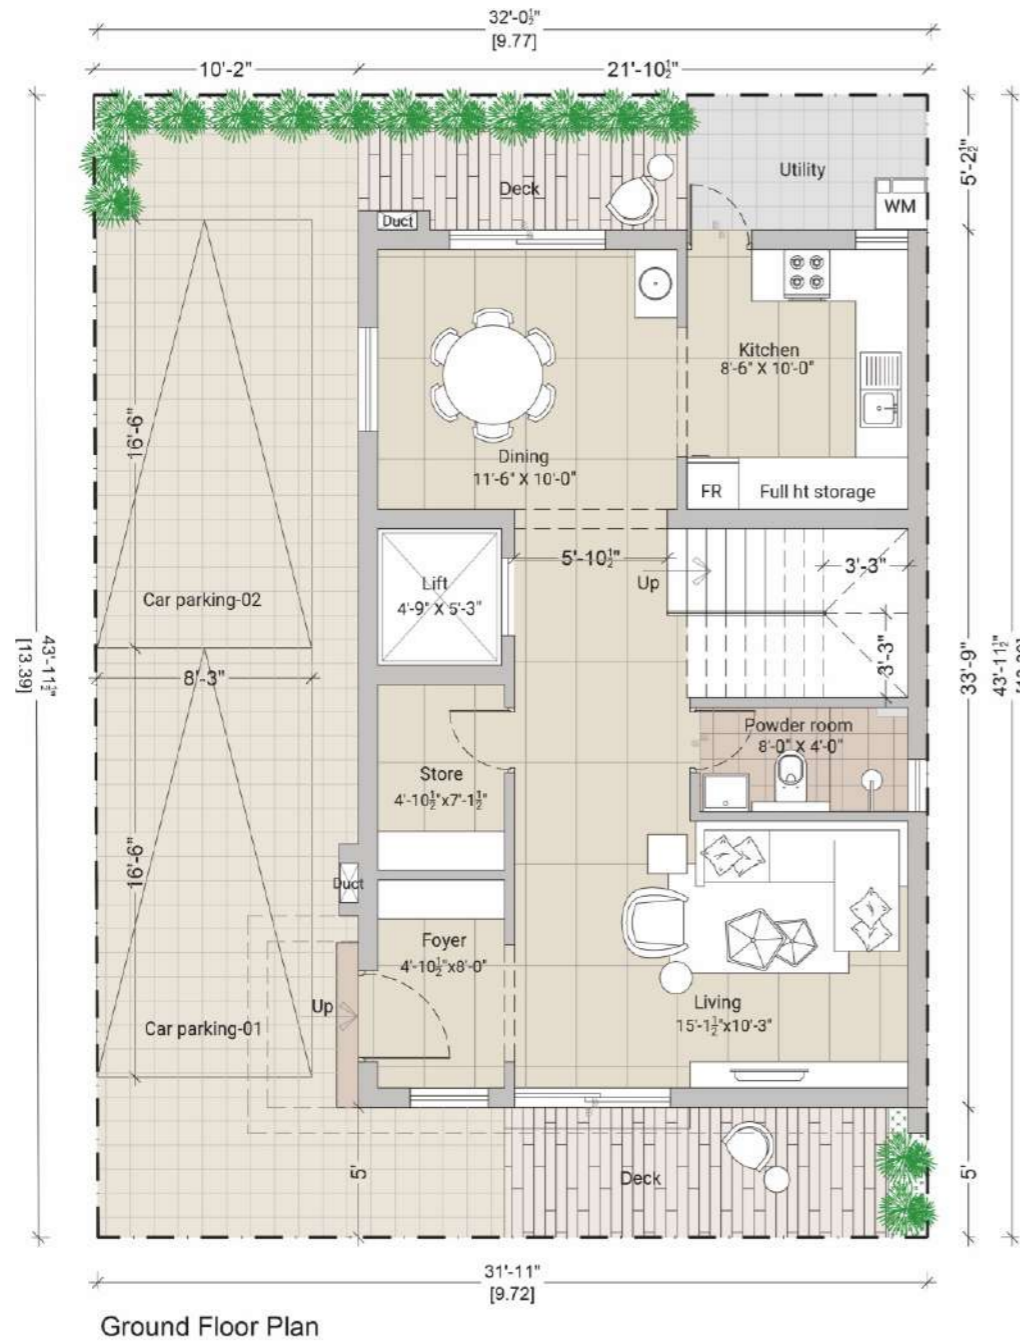 32'-0½"
[9.77]
10'-2"
21'-10½"
5'-2½"
Deck
Utility
WM
Duct
Kitchen
8'-6" X 10'-0"
16'-6"
Dining
11'-6" X 10'-0"
FR
Full ht storage
5'-10½"
3'-3"
Up
Lift
4'-9" X 5'-3"
Car parking-02
43'-11½"
[13.39]
33'-9"
43'-11½"
8'-3"
3'-3"
Powder room
8'-0" X 4'-0"
Store
4'-10½"x7'-1½"
16'-6"
Duct
Foyer
4'-10½"x8'-0"
Up
Car parking-01
Living
15'-1½"x10'-3"
5'
Deck
5'
31'-11"
[9.72]
Ground Floor Plan